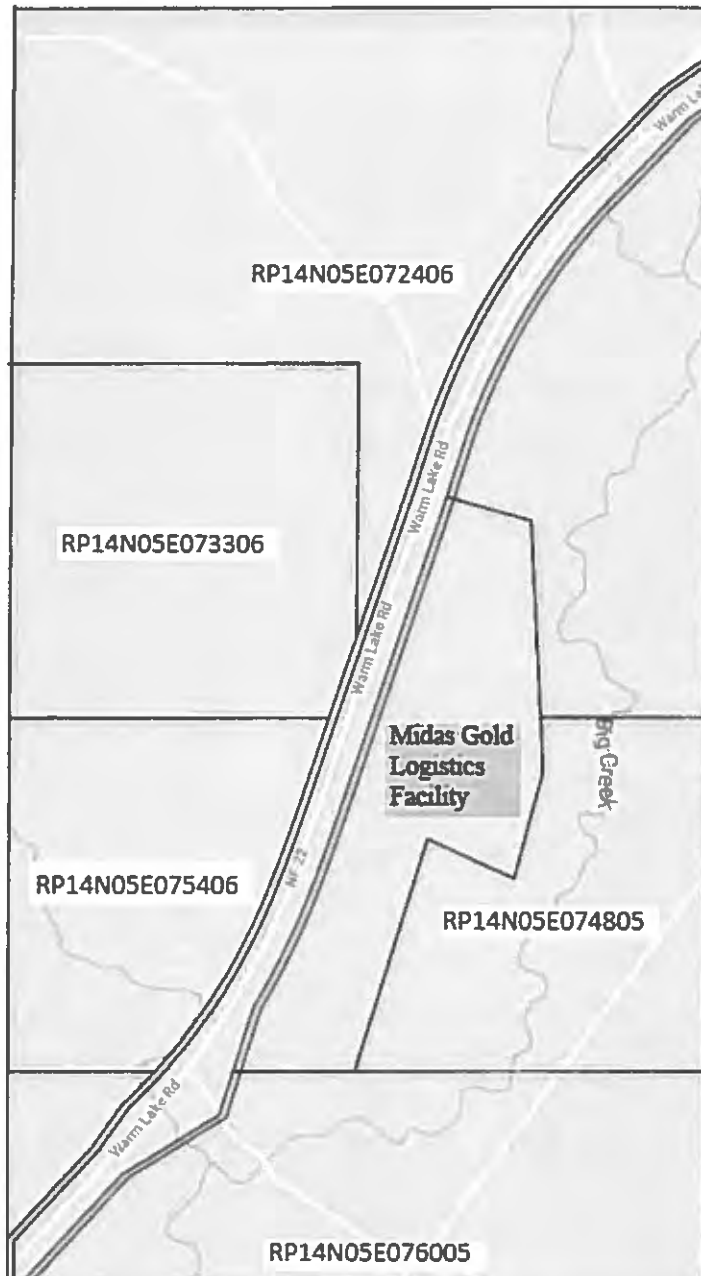 Warm Lake
RP14N05E072406
Warm Lake Rd
RP14N05E073306
Warm Lake Rd
Midas Gold
Logistics
Facility
Big Creek
NF 22
RP14N05E075406
RP14N05E074805
Warm Lake Rd
RP14N05E076005